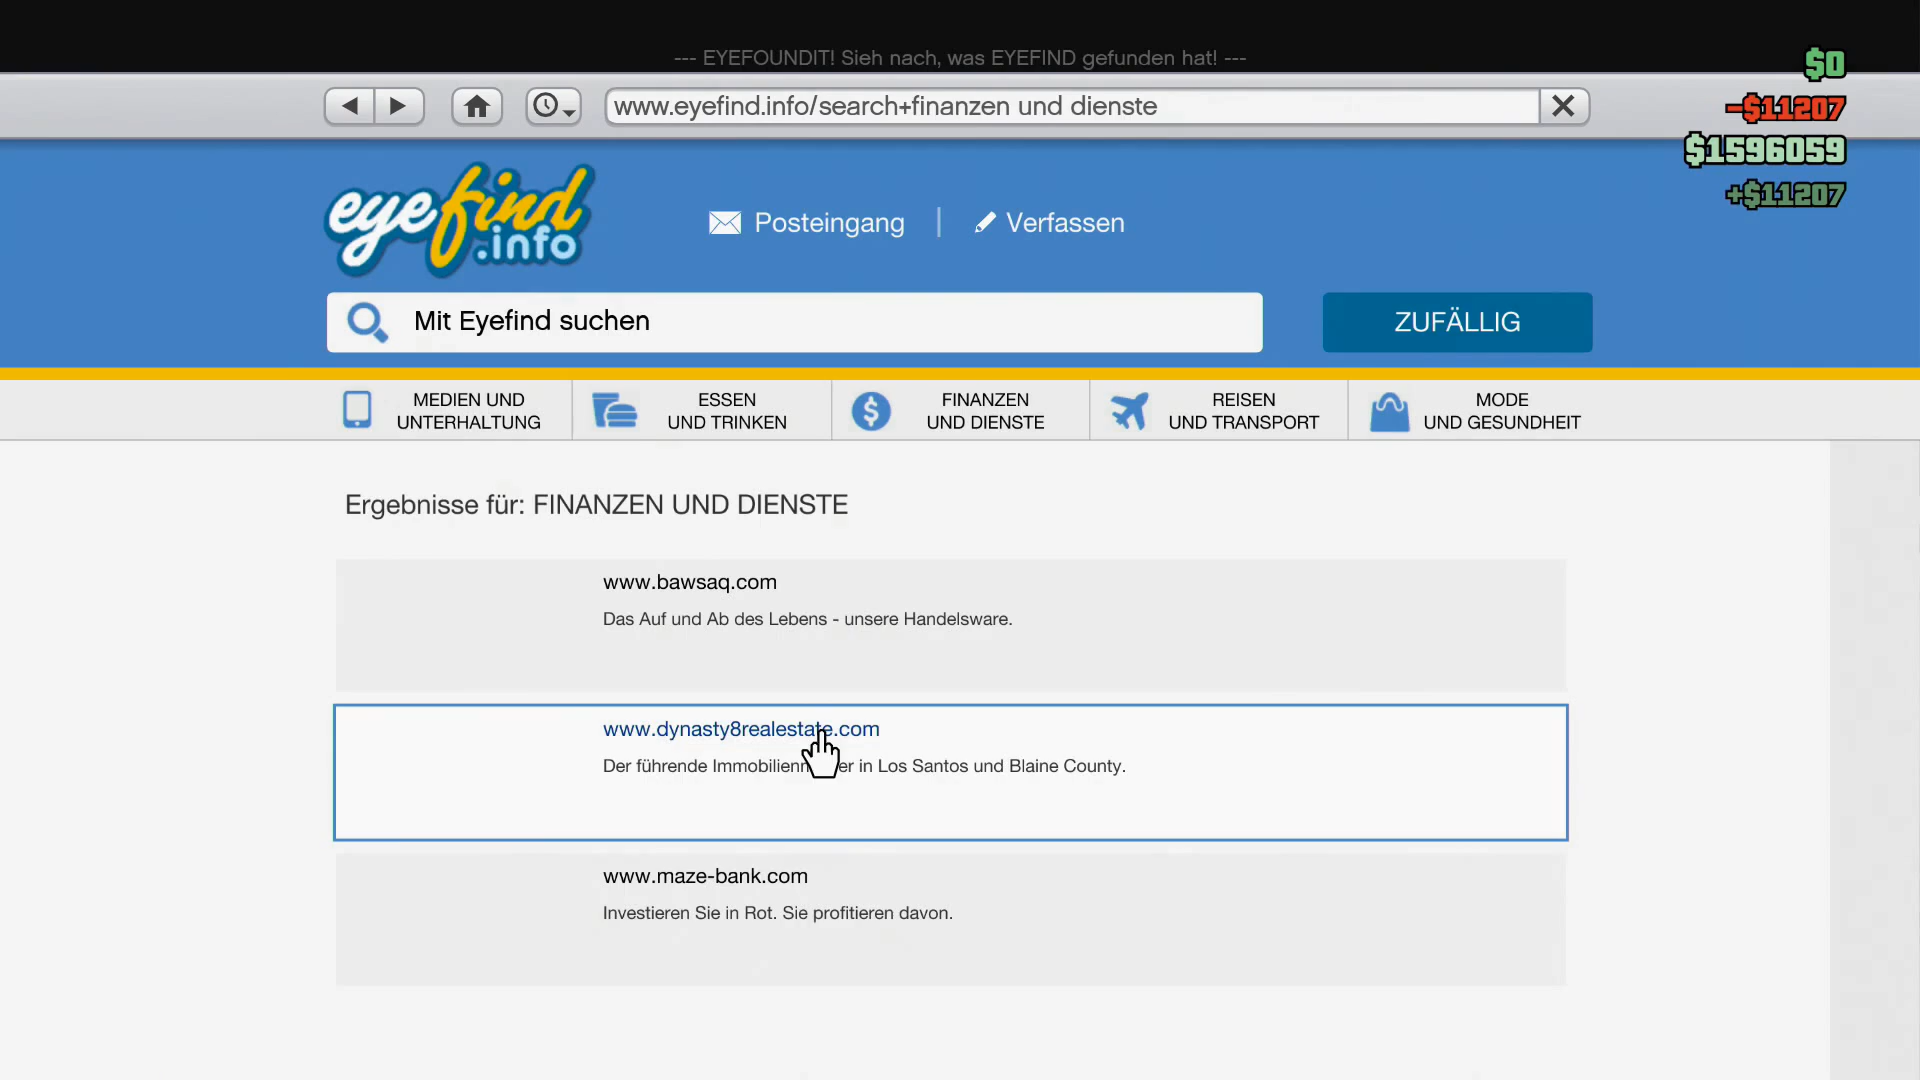 --- EYEFOUNDIT! Sieh nach, was EYEFIND gefunden hat! ---
$0
www.eyefind.info/search+finanzen und dienste
-$11207
$1596059
+$11207
eyefind
.info
Posteingang
Verfassen
Mit Eyefind suchen
ZUFÄLLIG
MEDIEN UND
UNTERHALTUNG
ESSEN
UND TRINKEN
FINANZEN
UND DIENSTE
REISEN
UND TRANSPORT
MODE
UND GESUNDHEIT
Ergebnisse für: FINANZEN UND DIENSTE
www.bawsaq.com
Das Auf und Ab des Lebens - unsere Handelsware.
www.dynasty8realestate.com
Der führende in Los Santos und Blaine County.
www.maze-bank.com
Investieren Sie in Rot. Sie profitieren davon.